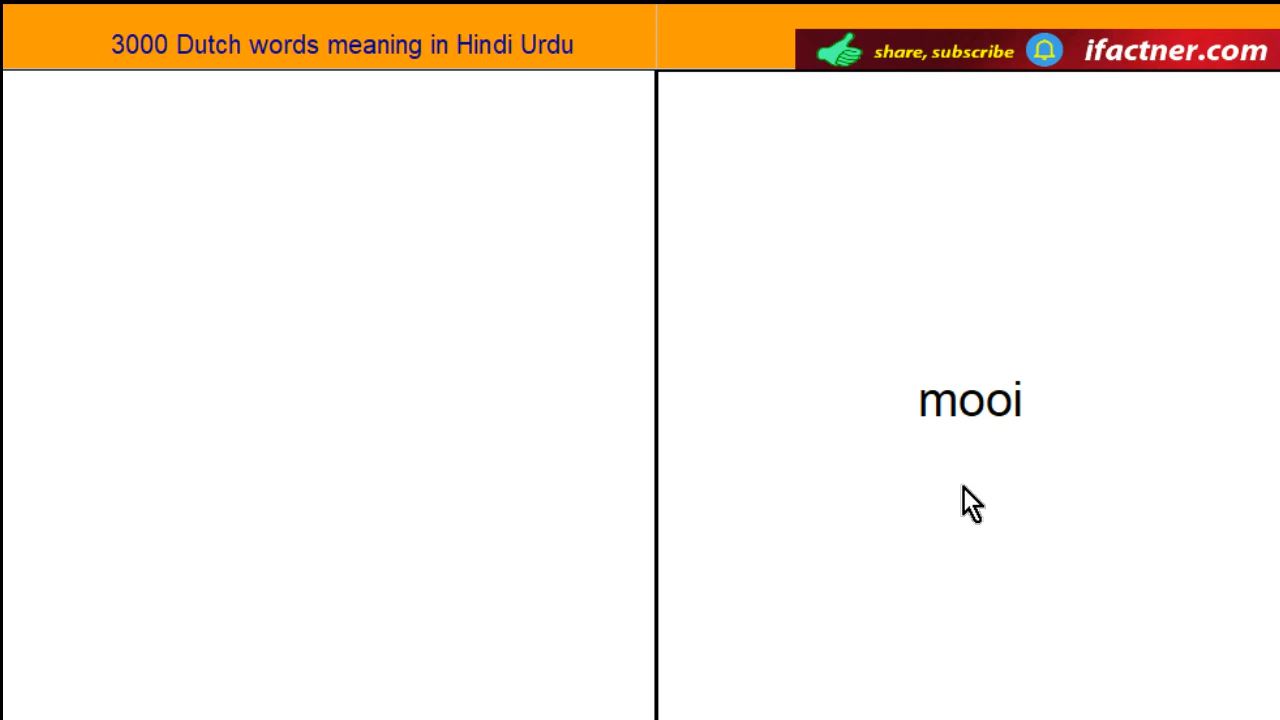 3000 Dutch words meaning in Hindi Urdu
share, subscribe
ifactner.com
mooi